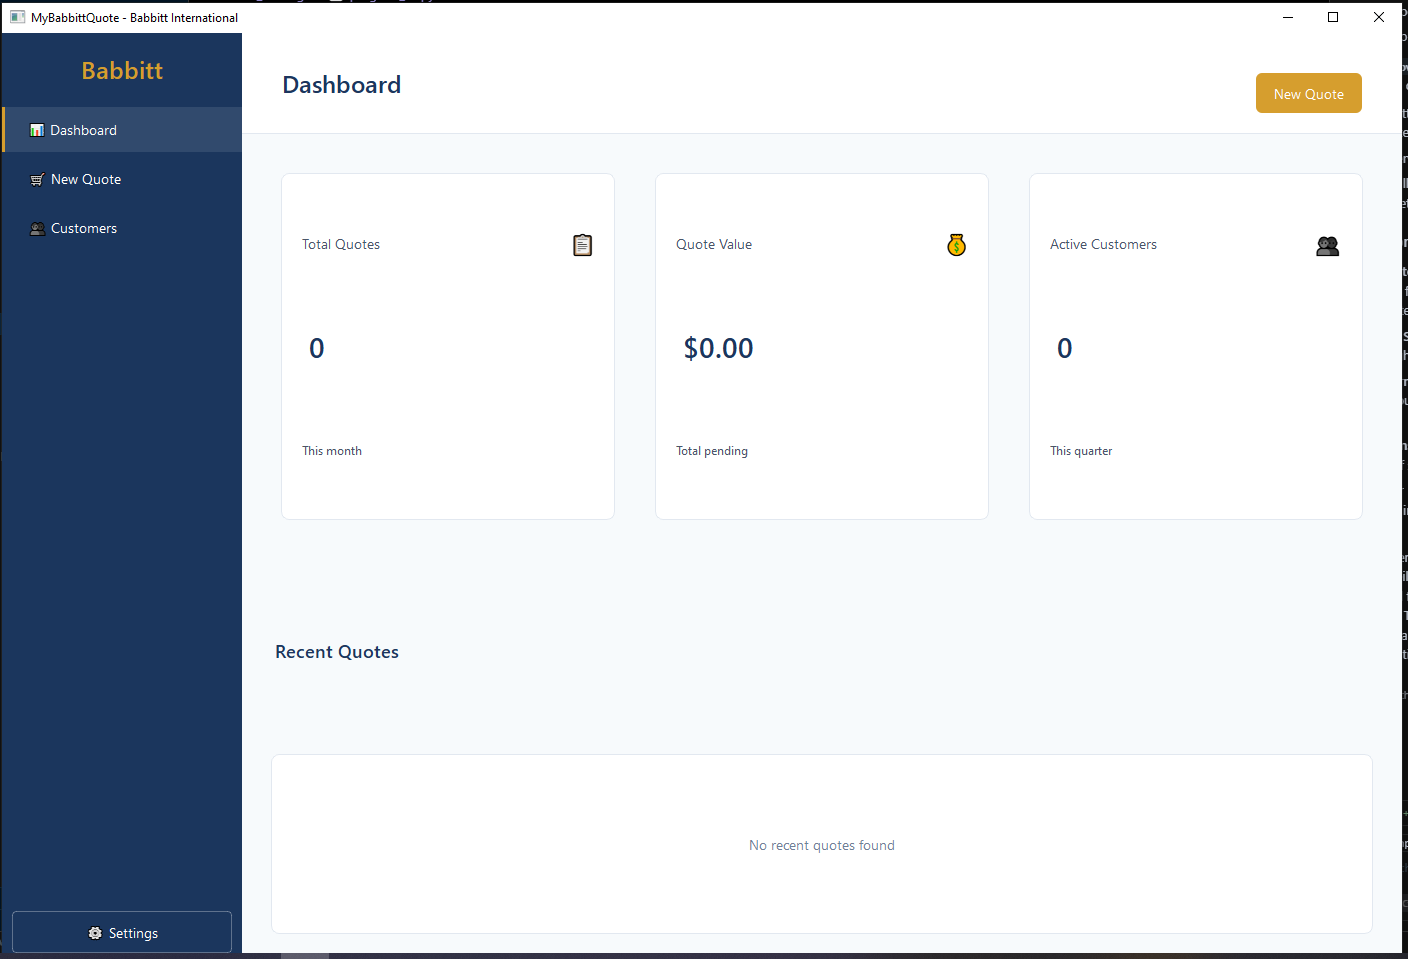 MyBabbittQuote - Babbitt International
Babbitt
Dashboard
New Quote
Customers
Settings
Dashboard
New Quote
Total Quotes
0
This month
Quote Value
$0.00
Total pending
Active Customers
0
This quarter
Recent Quotes
No recent quotes found